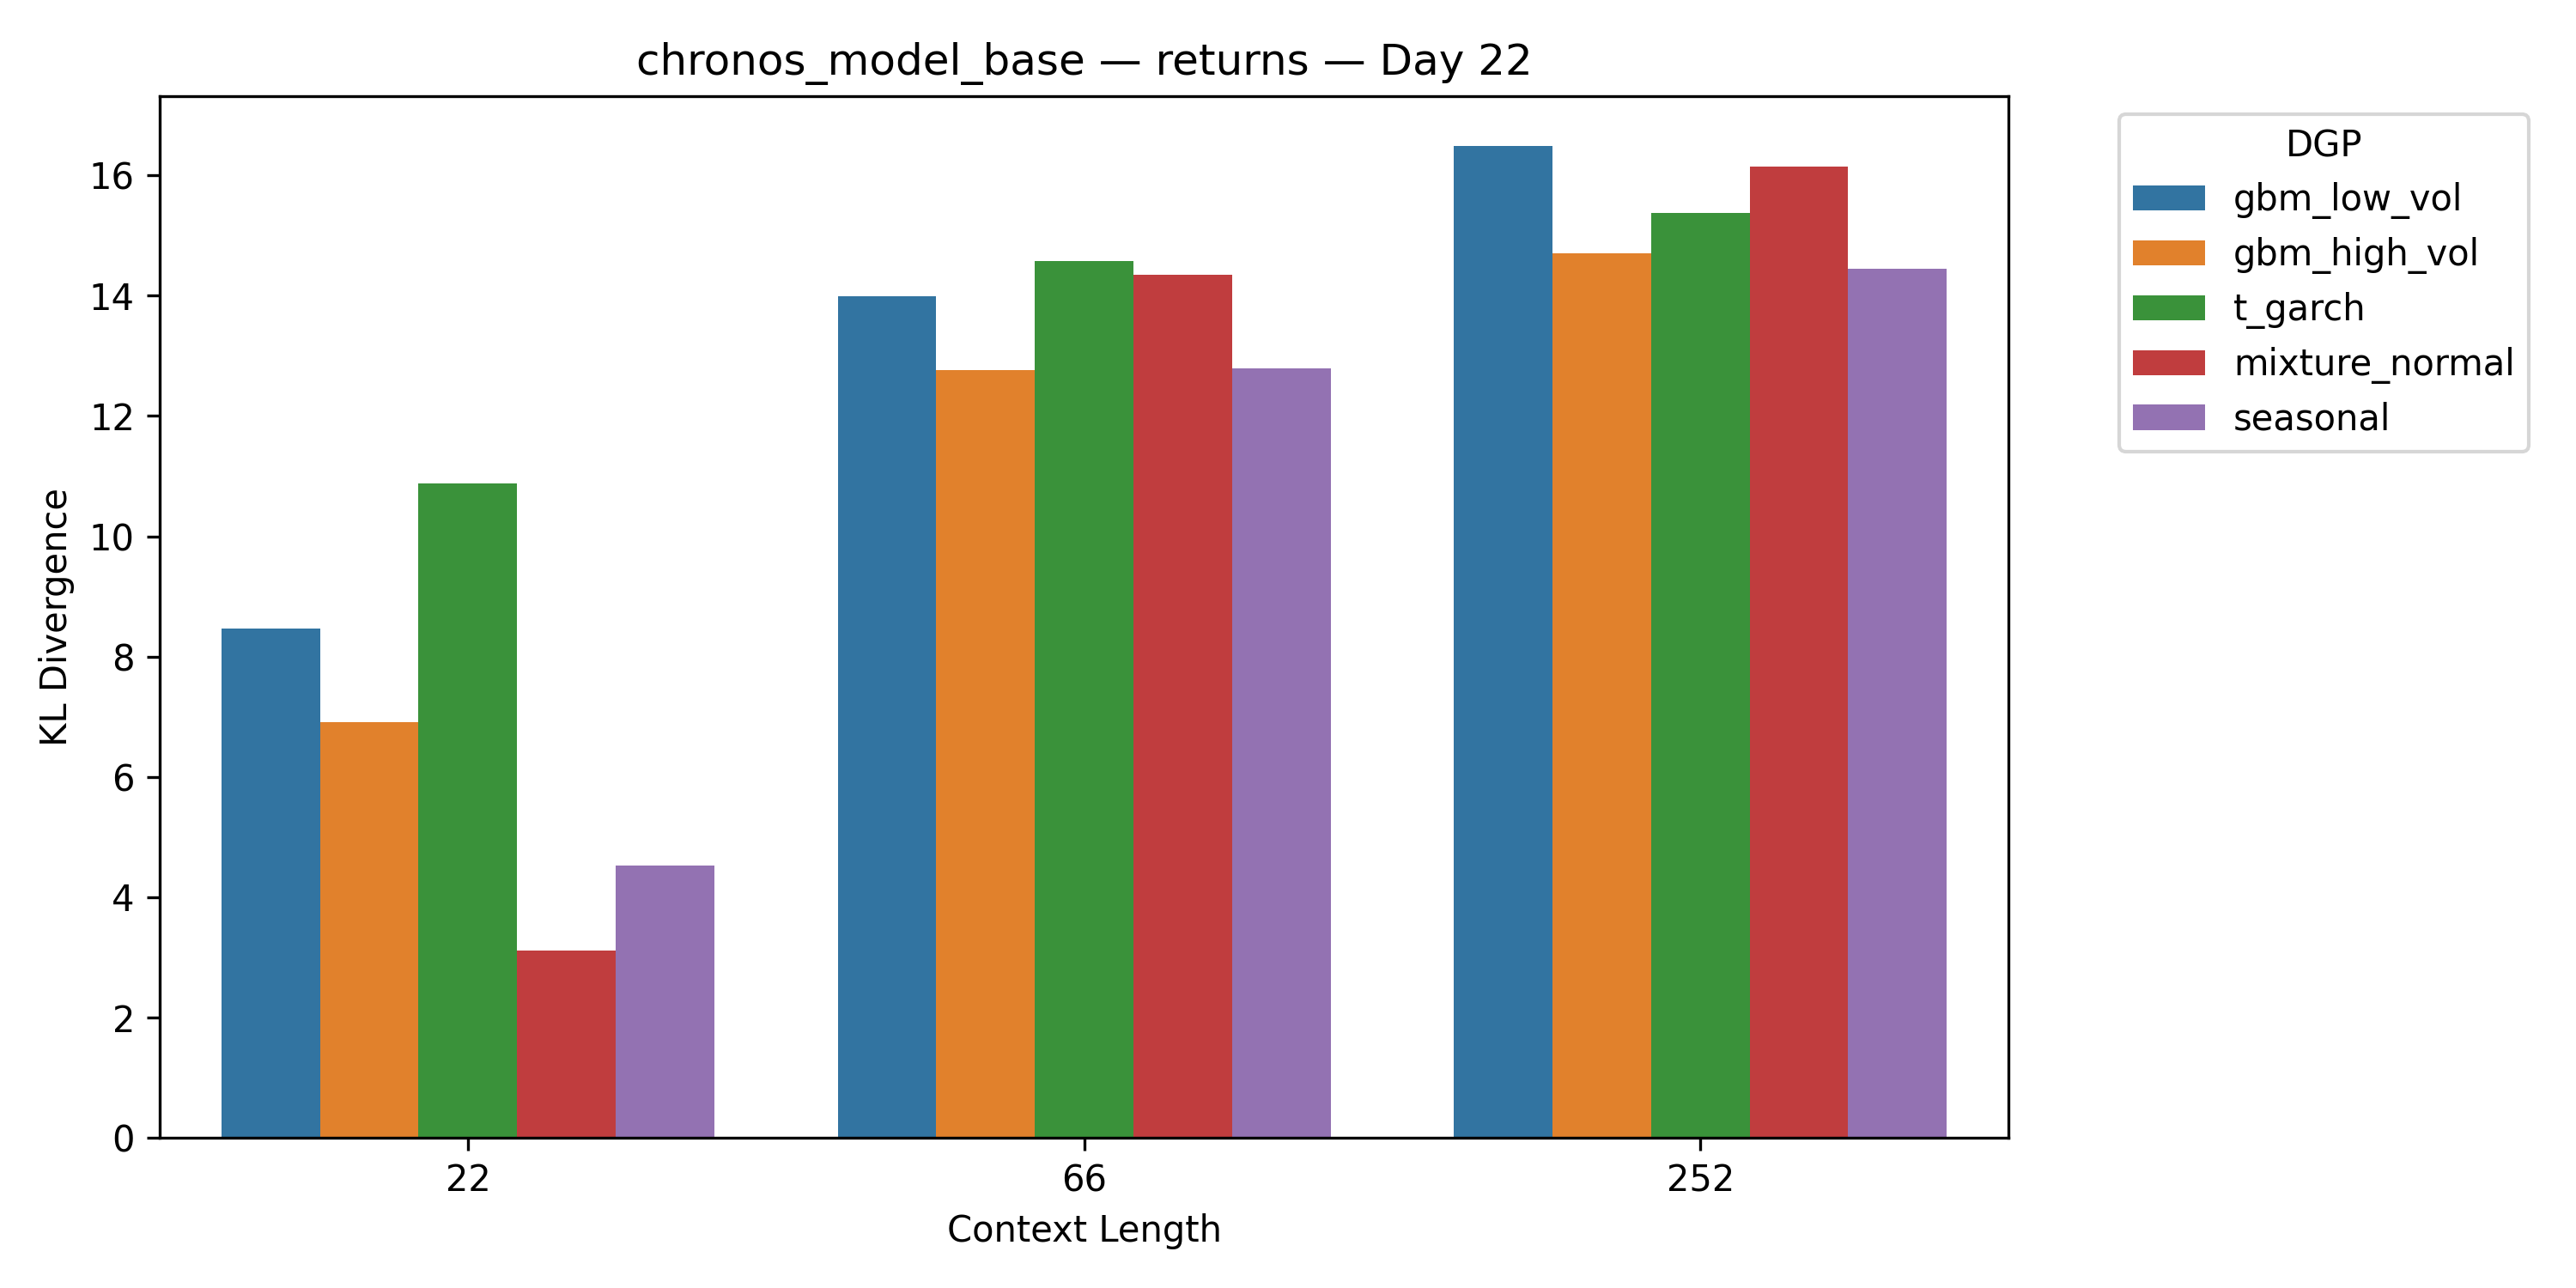 chronos_model_base — returns — Day 22
KL Divergence
16
14
12
10
8
6
4
2
0
22
66
252
Context Length
DGP
gbm_low_vol
gbm_high_vol
t_garch
mixture_normal
seasonal